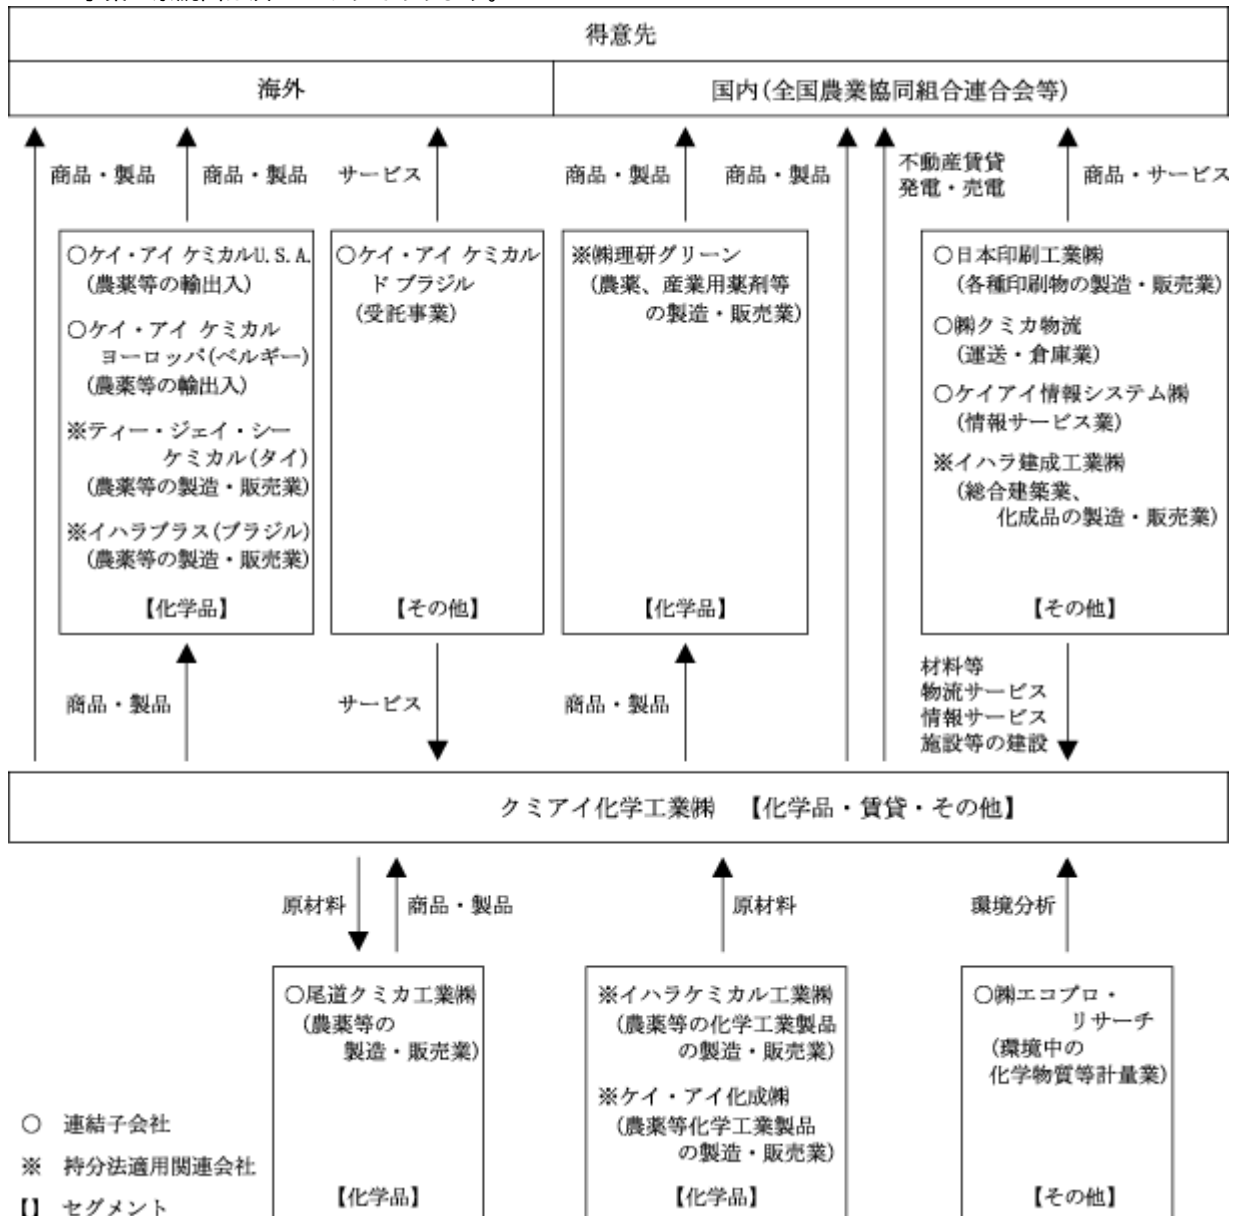 得意先
海外
国内(全国農業協同組合連合会等)
商品・製品
商品・製品
サービス
商品・製品
商品・製品
不動産賃貸
発電・売電
商品・サービス
○ケイ・アイ ケミカルU.S.A.
(農薬等の輸出入)
○ケイ・アイ ケミカル
ヨーロッパ(ベルギー)
(農薬等の輸出入)
※ティー・ジェイ・シー
ケミカル(タイ)
(農薬等の製造・販売業)
※イハラブラス(ブラジル)
(農薬等の製造・販売業)
【化学品】
○ケイ・アイ ケミカル
ド ブラジル
(受託事業)
【その他】
※㈱理研グリーン
(農薬、産業用薬剤等
の製造・販売業)
【化学品】
○日本印刷工業㈱
(各種印刷物の製造・販売業)
○㈱クミカ物流
(運送・倉庫業)
○ケイアイ情報システム㈱
(情報サービス業)
※イハラ建成工業㈱
(総合建築業、
化成品の製造・販売業)
【その他】
商品・製品
サービス
商品・製品
材料等
物流サービス
情報サービス
施設等の建設
クミアイ化学工業㈱ 【化学品・賃貸・その他】
原材料
商品・製品
原材料
環境分析
○尾道クミカ工業㈱
(農薬等の
製造・販売業)
【化学品】
※イハラケミカル工業㈱
(農薬等の化学工業製品
の製造・販売業)
※ケイ・アイ化成㈱
(農薬等化学工業製品
の製造・販売業)
【化学品】
○㈱エコプロ・
リサーチ
(環境中の
化学物質等計量業)
【その他】
○ 連結子会社
※ 持分法適用関連会社
【】 セグメント